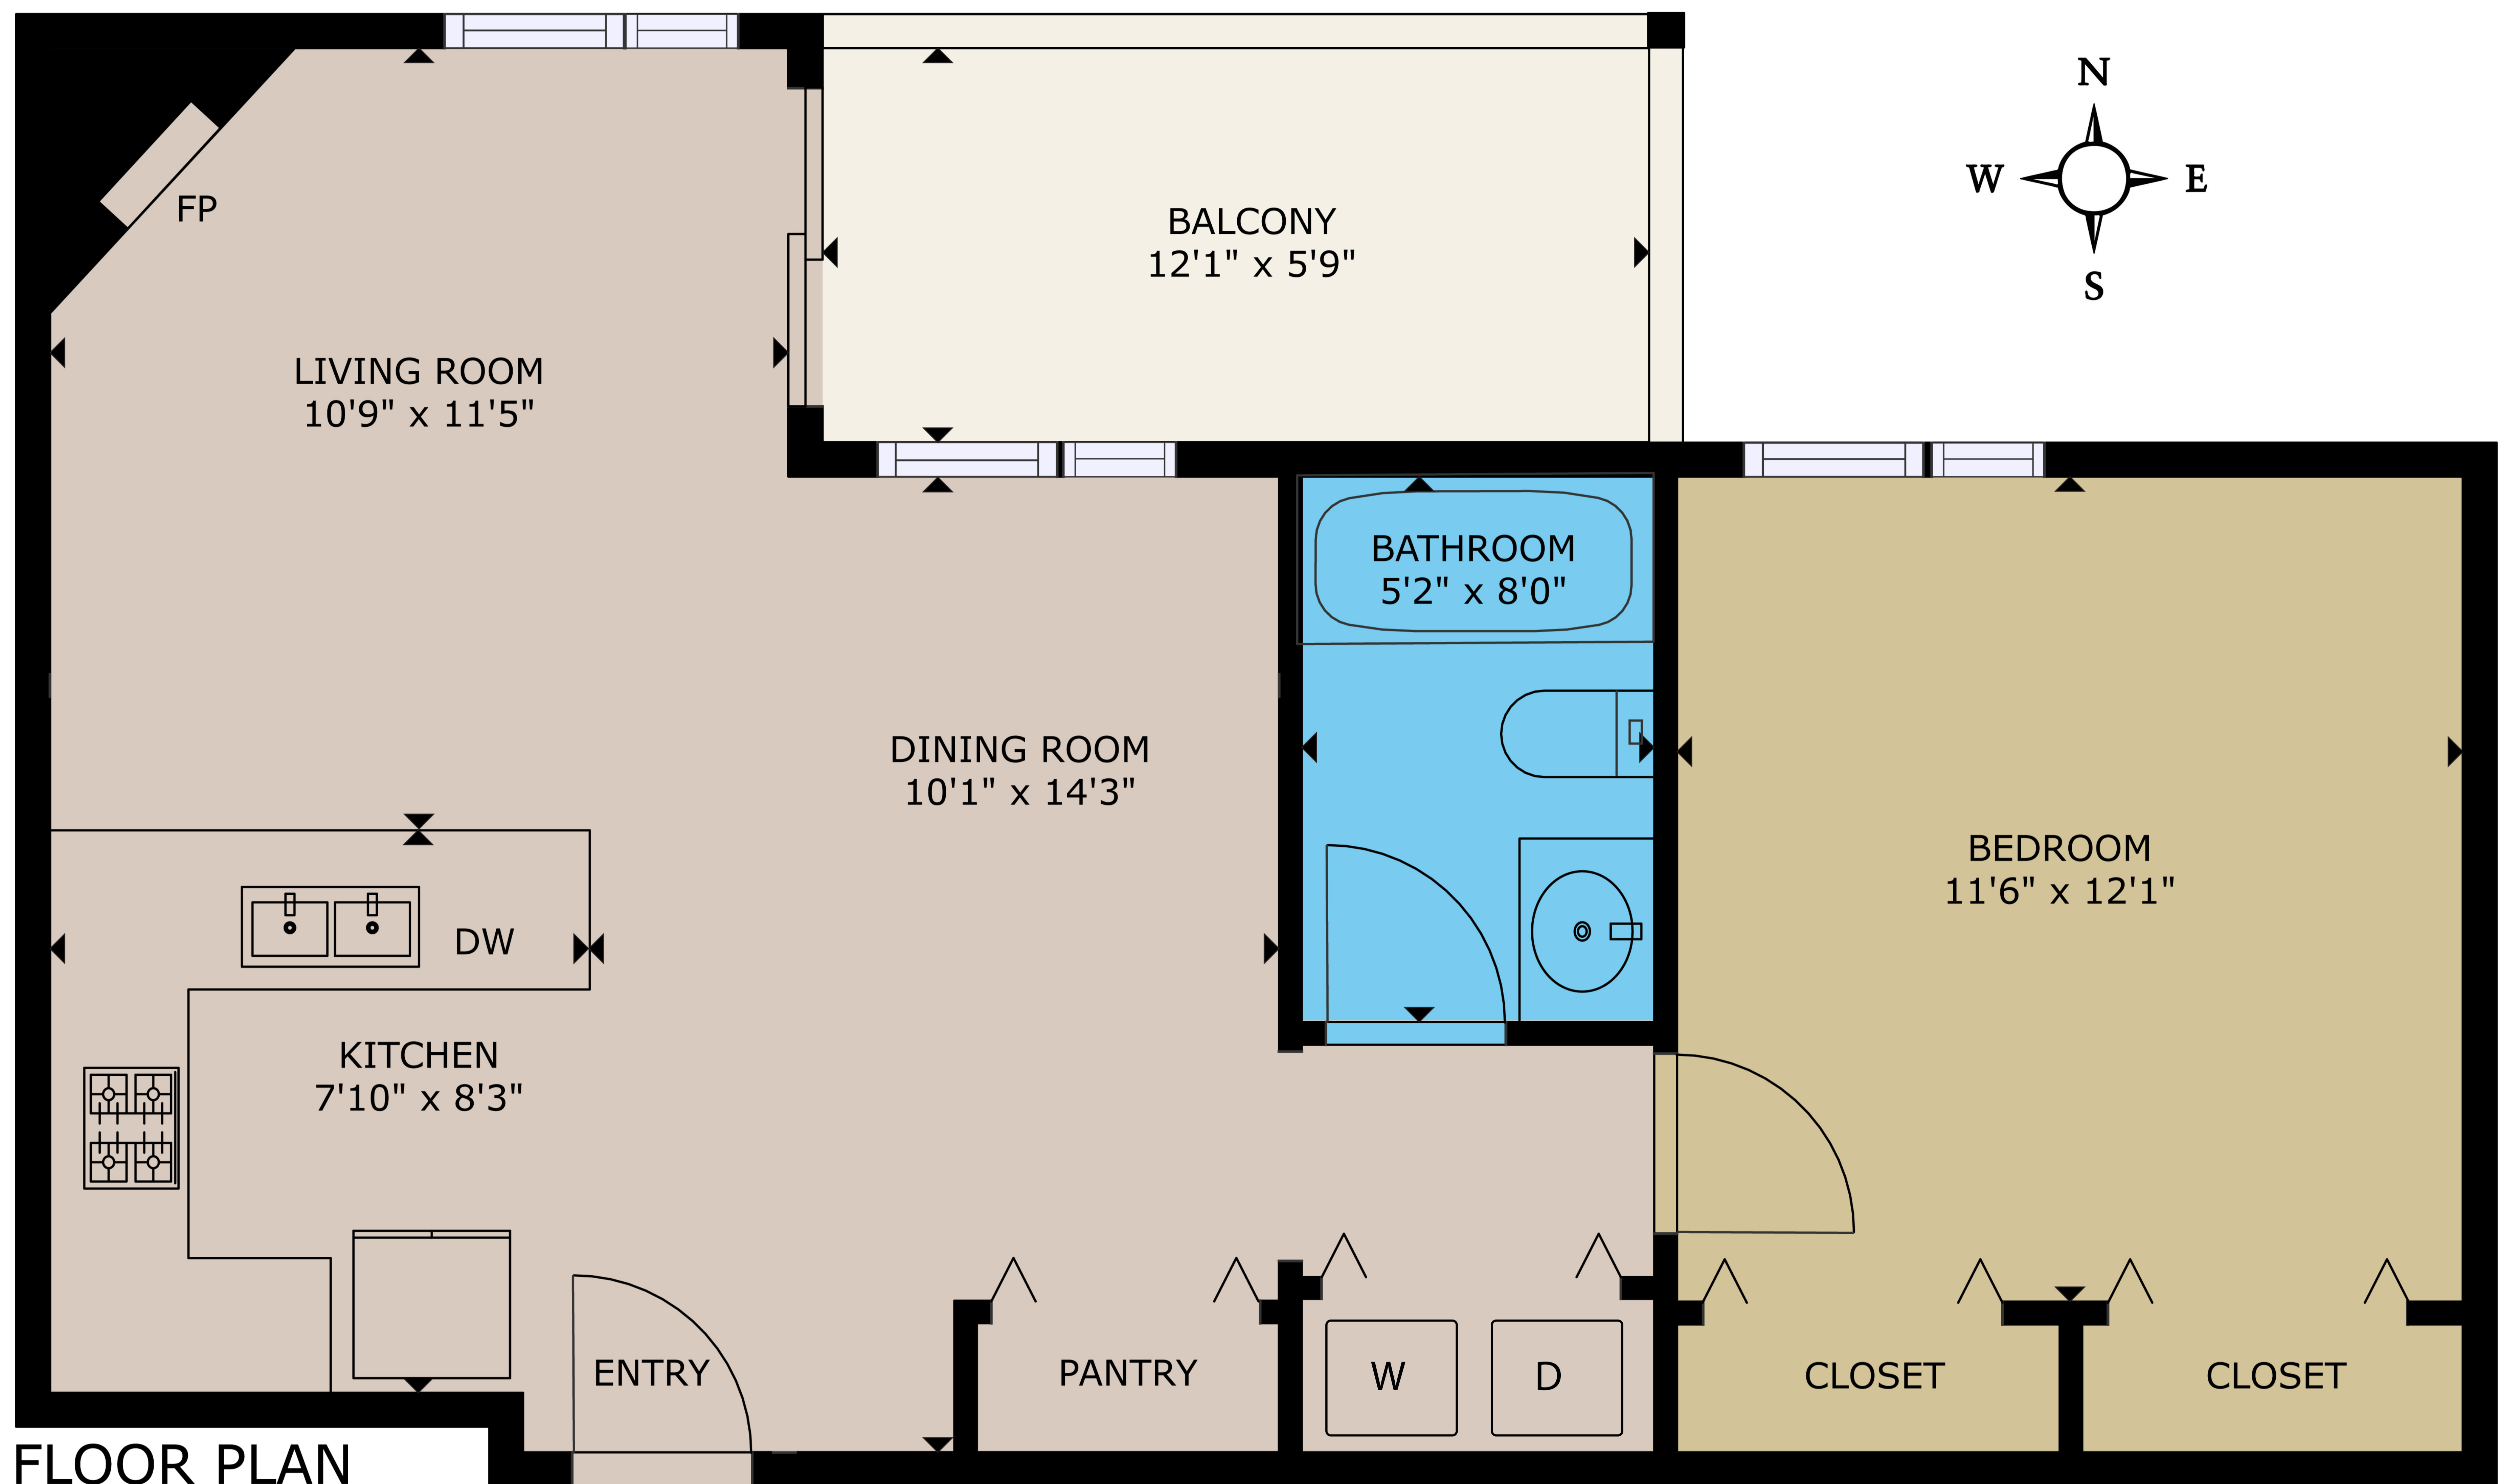 N
W
E
S
FP
BALCONY
12'1" x 5'9"
LIVING ROOM
10'9" x 11'5"
BATHROOM
5'2" x 8'0"
DINING ROOM
10'1" x 14'3"
BEDROOM
11'6" x 12'1"
DW
KITCHEN
7'10" x 8'3"
ENTRY
PANTRY
W
D
CLOSET
CLOSET
FLOOR PLAN